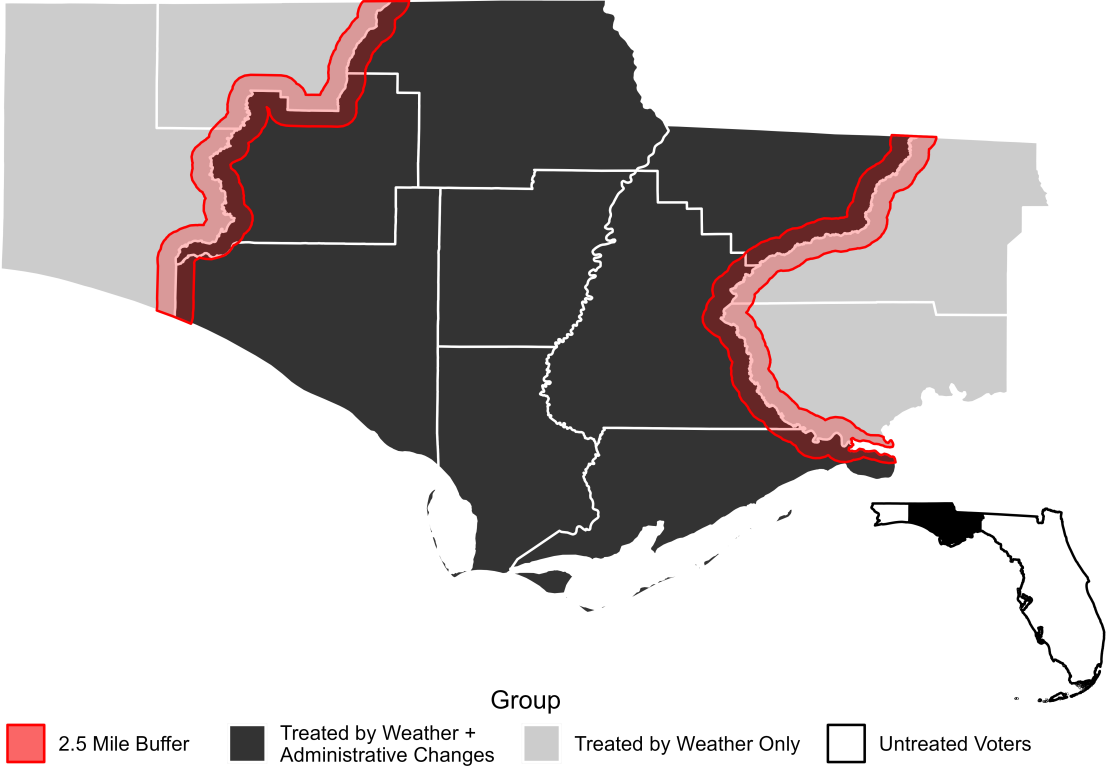 Group
2.5 Mile Buffer
Treated by Weather +
Administrative Changes
Treated by Weather Only
Untreated Voters